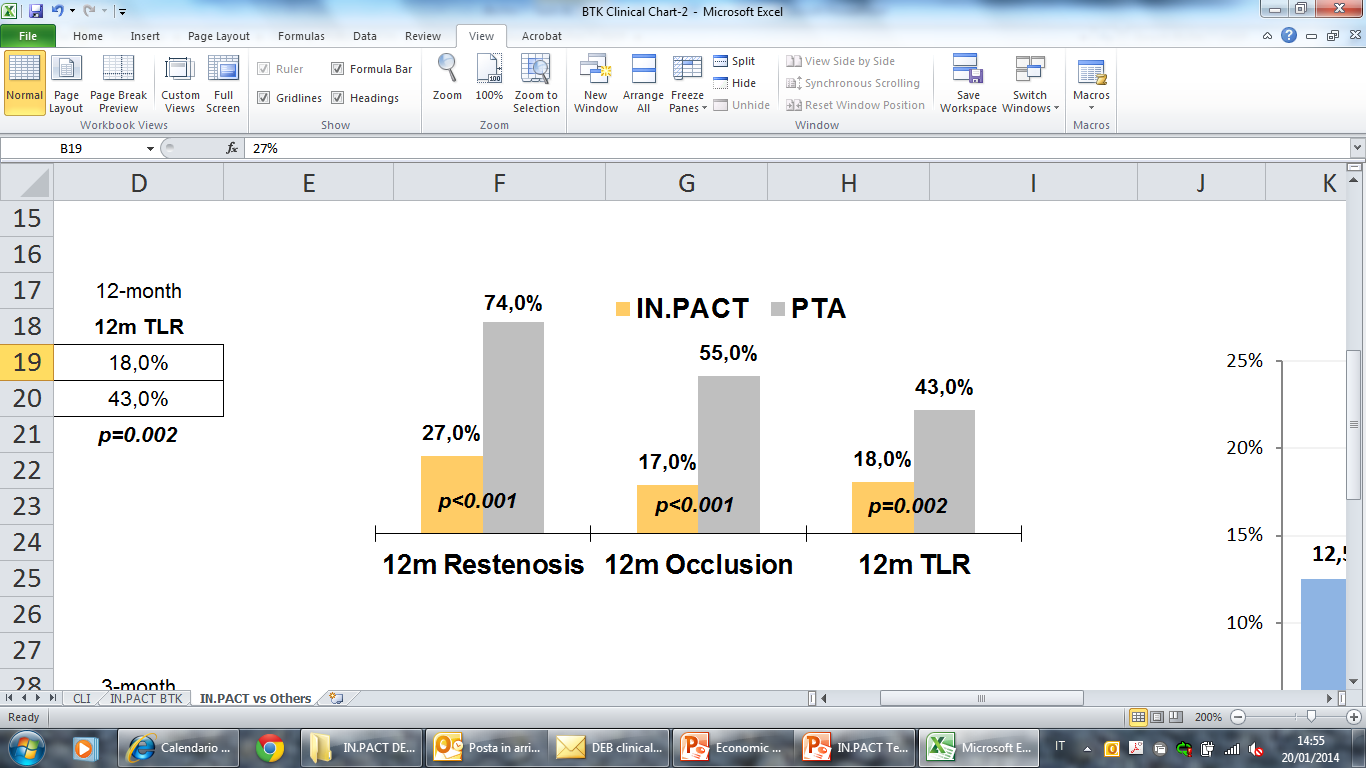 BTK Clinical Chart-2 - Microsoft Excel
File Home Insert Page Layout Formulas Data Review View Acrobat
Normal
Page Layout
Page Break Preview
Custom Views
Full Screen
Workbook Views
Ruler
Formula Bar
Gridlines
Headings
Show
Zoom
100%
Zoom to Selection
Zoom
New Window
Arrange All
Freeze Panes
Split
Hide
Unhide
View Side by Side
Synchronous Scrolling
Reset Window Position
Save Workspace
Switch Windows
Window
Macros
Macros
B19 fx 27%
D E F G H I J K
15
16
17 12-month
18 12m TLR
19 18,0%
20 43,0%
21 p=0.002
22
23
24
25
26
27
28 3-month
IN.PACT PTA
74,0%
55,0%
43,0%
27,0%
17,0%
18,0%
p<0.001 p<0.001 p=0.002
12m Restenosis 12m Occlusion 12m TLR
25%
20%
15%
12,5
10%
CLI IN.PACT BTK IN.PACT vs Others
Ready 200%
Calendario ... IN.PACT DE... Posta in arri... DEB clinical... Economic ... IN.PACT Te... Microsoft E... IT 14:55
20/01/2014